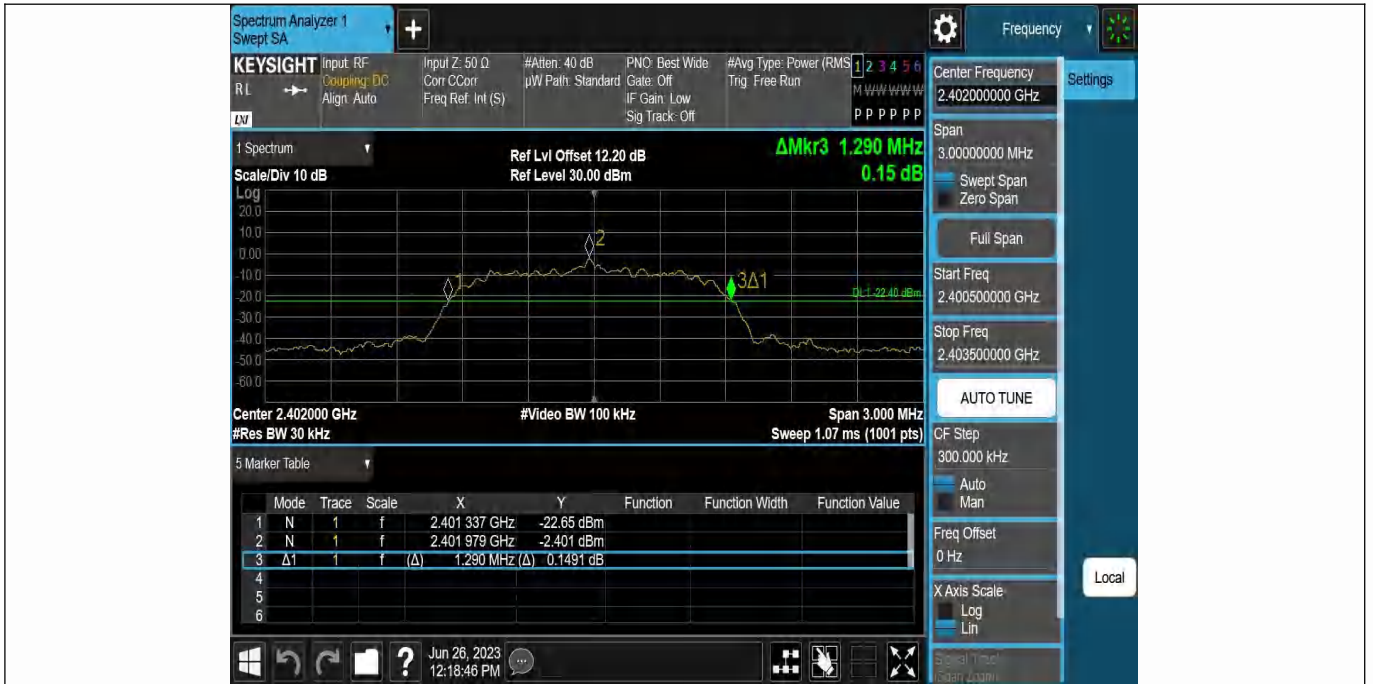 Spectrum Analyzer 1
Swept SA
+
Frequency
KEYSIGHT
RL
LXI
Input: RF
Coupling: DC
Align: Auto
Input Z: 50 Ω
Corr CCorr
Freq Ref: Int (S)
#Atten: 40 dB
µW Path: Standard
PNO: Best Wide
Gate: Off
IF Gain: Low
Sig Track: Off
#Avg Type: Power (RMS
Trig: Free Run
1 2 3 4 5 6
M W W W W W
P P P P P P
1 Spectrum
Scale/Div 10 dB
Ref Lvl Offset 12.20 dB
Ref Level 30.00 dBm
ΔMkr3 1.290 MHz
0.15 dB
Log
20.0
10.0
0.00
-10.0
-20.0
-30.0
-40.0
-50.0
-60.0
1
2
3Δ1
DL1 -22.40 dBm
Center 2.402000 GHz
#Video BW 100 kHz
Span 3.000 MHz
#Res BW 30 kHz
Sweep 1.07 ms (1001 pts)
5 Marker Table
Mode Trace Scale X Y Function Function Width Function Value
1 N 1 f 2.401 337 GHz -22.65 dBm
2 N 1 f 2.401 979 GHz -2.401 dBm
3 Δ1 1 f (Δ) 1.290 MHz (Δ) 0.1491 dB
4
5
6
?
Jun 26, 2023
12:18:46 PM
Center Frequency
2.402000000 GHz
Settings
Span
3.00000000 MHz
Swept Span
Zero Span
Full Span
Start Freq
2.400500000 GHz
Stop Freq
2.403500000 GHz
AUTO TUNE
CF Step
300.000 kHz
Auto
Man
Freq Offset
0 Hz
X Axis Scale
Log
Lin
Signal Track
(Span Zoom)
Local